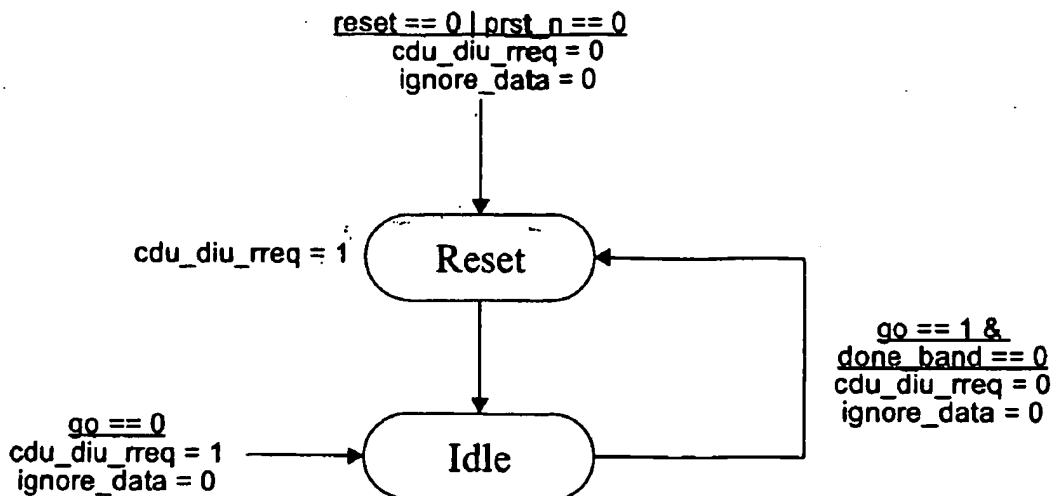 reset == 0 | prst_n == 0
cdu_diu_rreq = 0
ignore_data = 0
cdu_diu_rreq = 1
Reset
go == 1 &
done_band == 0
cdu_diu_rreq = 0
ignore_data = 0
go == 0
cdu_diu_rreq = 1
ignore_data = 0
Idle